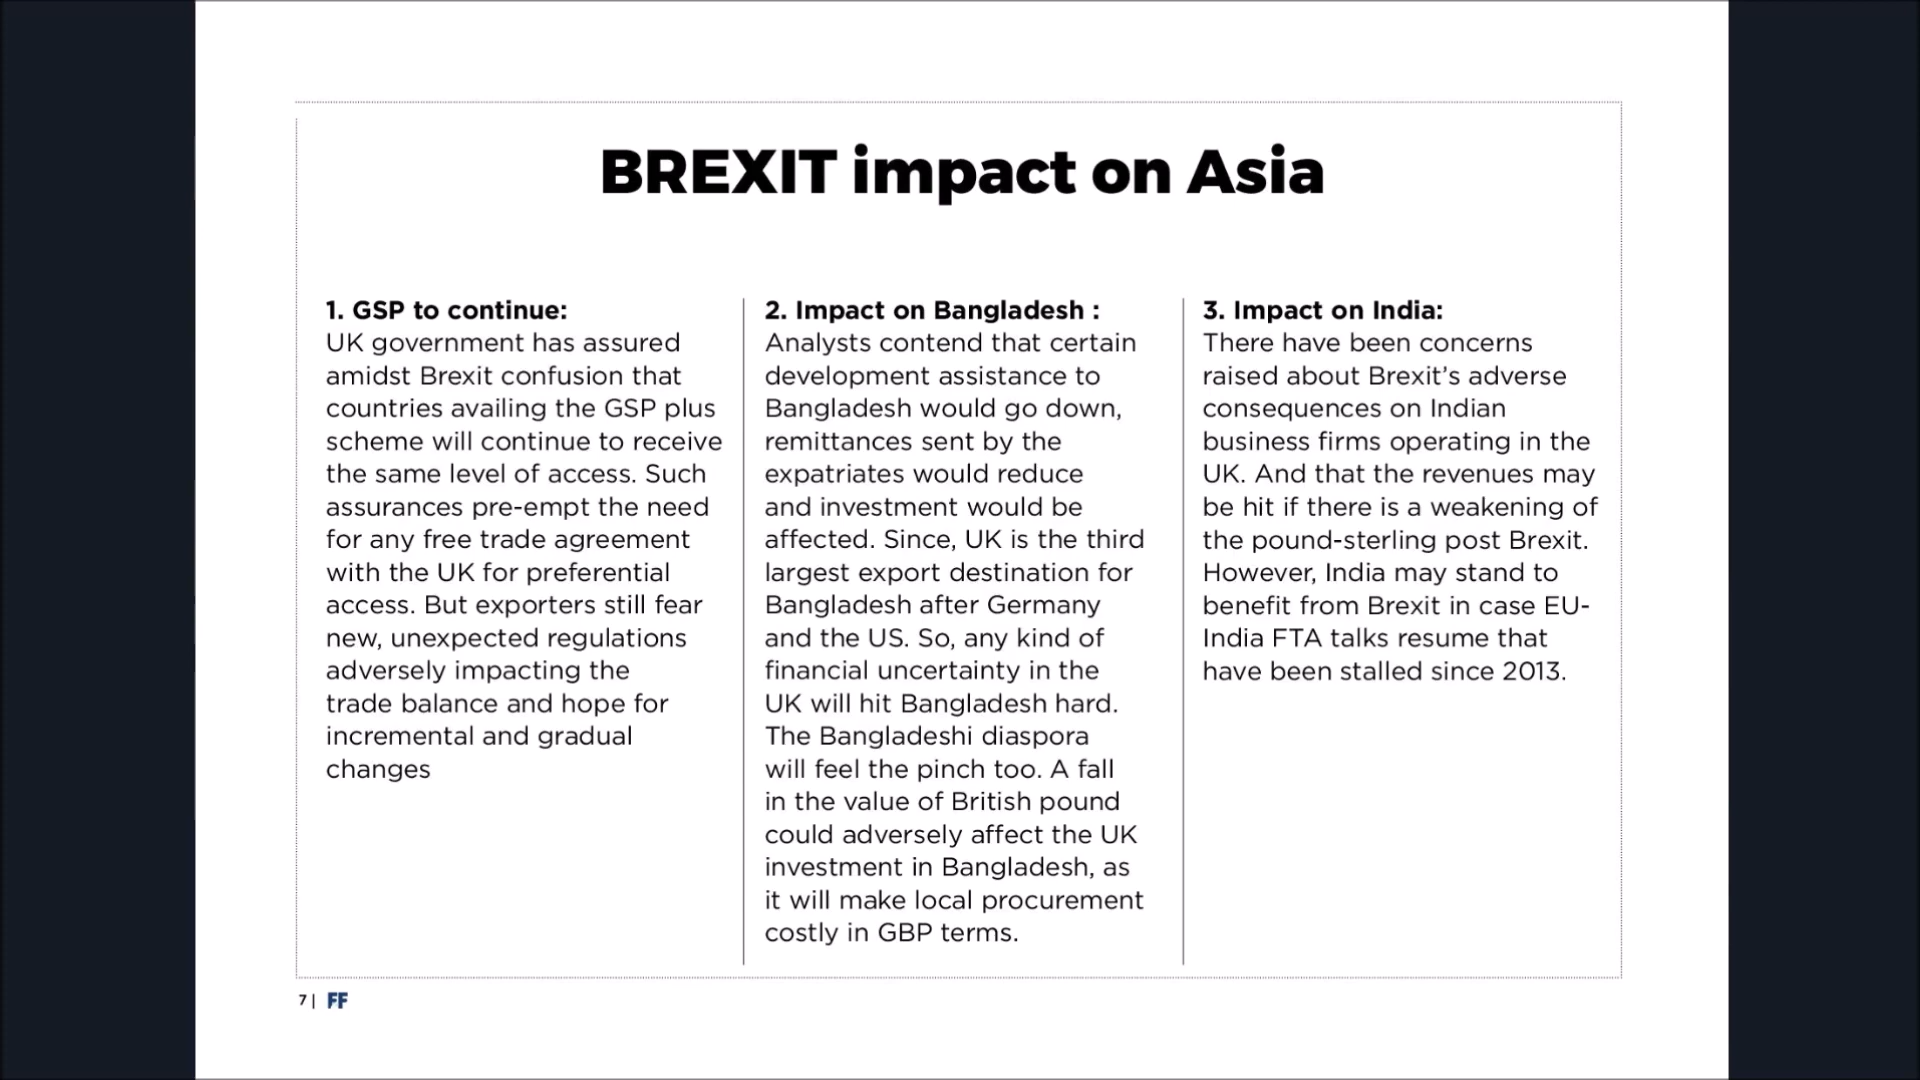 BREXIT impact on Asia
1. GSP to continue:
UK government has assured
amidst Brexit confusion that
countries availing the GSP plus
scheme will continue to receive
the same level of access. Such
assurances pre-empt the need
for any free trade agreement
with the UK for preferential
access. But exporters still fear
new, unexpected regulations
adversely impacting the
trade balance and hope for
incremental and gradual
changes
2. Impact on Bangladesh :
Analysts contend that certain
development assistance to
Bangladesh would go down,
remittances sent by the
expatriates would reduce
and investment would be
affected. Since, UK is the third
largest export destination for
Bangladesh after Germany
and the US. So, any kind of
financial uncertainty in the
UK will hit Bangladesh hard.
The Bangladeshi diaspora
will feel the pinch too. A fall
in the value of British pound
could adversely affect the UK
investment in Bangladesh, as
it will make local procurement
costly in GBP terms.
3. Impact on India:
There have been concerns
raised about Brexit’s adverse
consequences on Indian
business firms operating in the
UK. And that the revenues may
be hit if there is a weakening of
the pound-sterling post Brexit.
However, India may stand to
benefit from Brexit in case EU-
India FTA talks resume that
have been stalled since 2013.
7 | FF